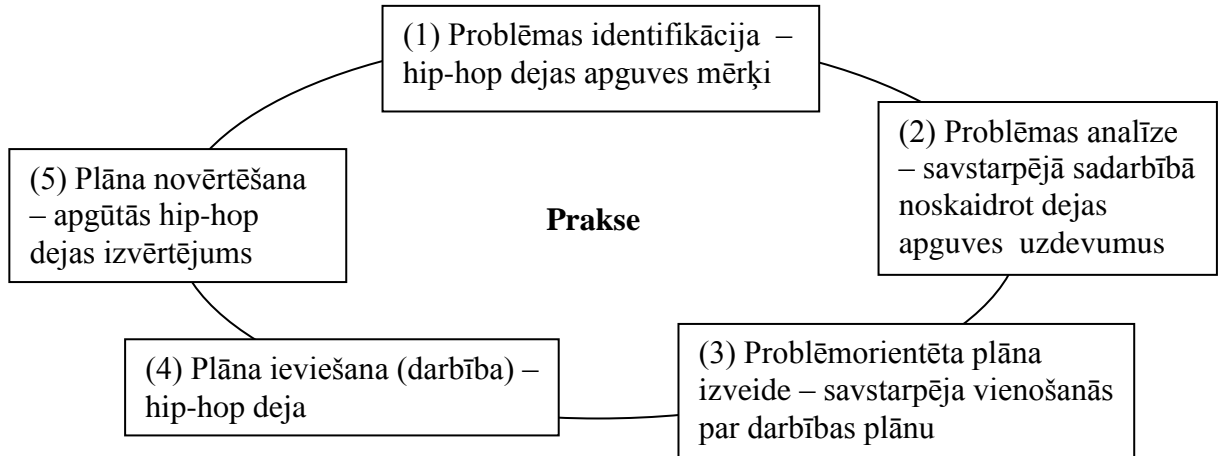 (1) Problēmas identifikācija –
hip-hop dejas apguves mērķi
(2) Problēmas analīze
– savstarpējā sadarbībā
noskaidrot dejas
apguves uzdevumus
(3) Problēmorientēta plāna
izveide – savstarpēja vienošanās
par darbības plānu
(4) Plāna ieviešana (darbība) –
hip-hop deja
(5) Plāna novērtēšana
– apgūtās hip-hop
dejas izvērtējums
Prakse